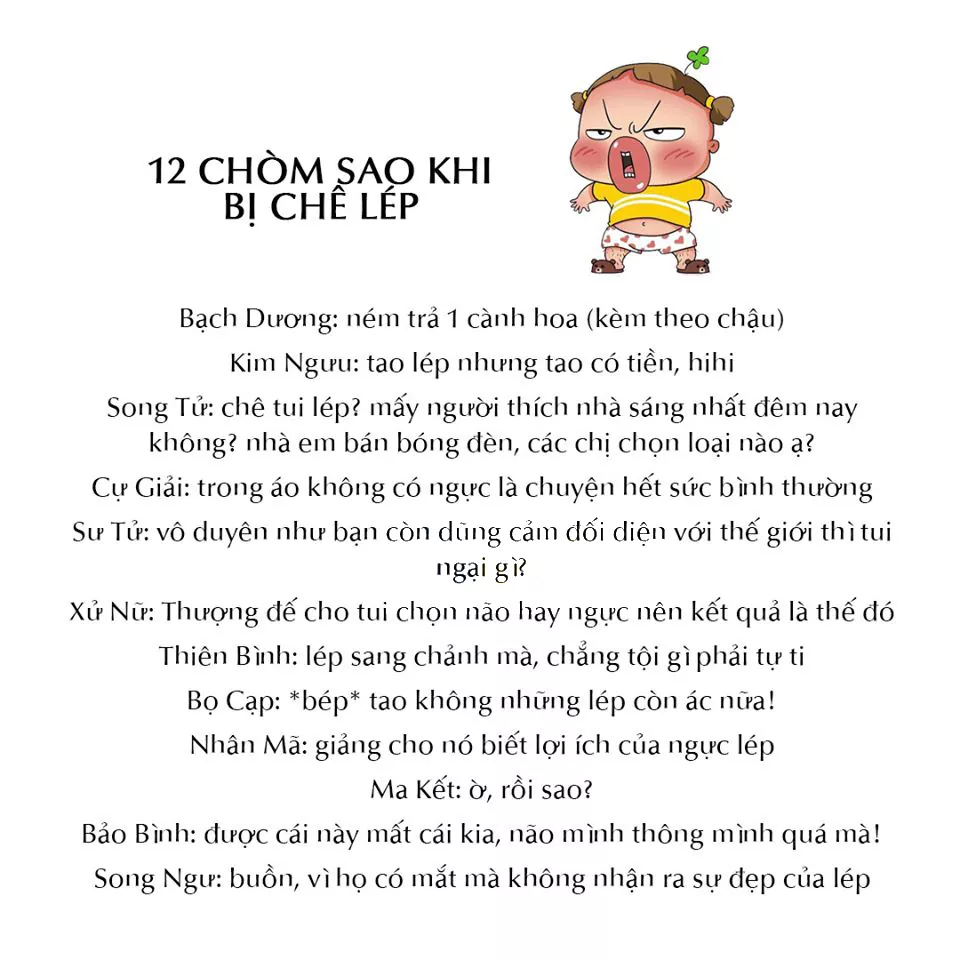 12 CHÒM SAO KHI
BỊ CHÊ LÉP
Bạch Dương: ném trả 1 cành hoa (kèm theo chậu)
Kim Ngưu: tao lép nhưng tao có tiền, hihi
Song Tử: chê tui lép? mấy người thích nhà sáng nhất đêm nay
không? nhà em bán bóng đèn, các chị chọn loại nào ạ?
Cự Giải: trong áo không có ngực là chuyện hết sức bình thường
Sư Tử: vô duyên như bạn còn dũng cảm đối diện với thế giới thì tui
ngại gì?
Xử Nữ: Thượng đế cho tui chọn não hay ngực nên kết quả là thế đó
Thiên Bình: lép sang chảnh mà, chẳng tội gì phải tự ti
Bọ Cạp: *bép* tao không những lép còn ác nữa!
Nhân Mã: giảng cho nó biết lợi ích của ngực lép
Ma Kết: ờ, rồi sao?
Bảo Bình: được cái này mất cái kia, não mình thông mình quá mà!
Song Ngư: buồn, vì họ có mắt mà không nhận ra sự đẹp của lép